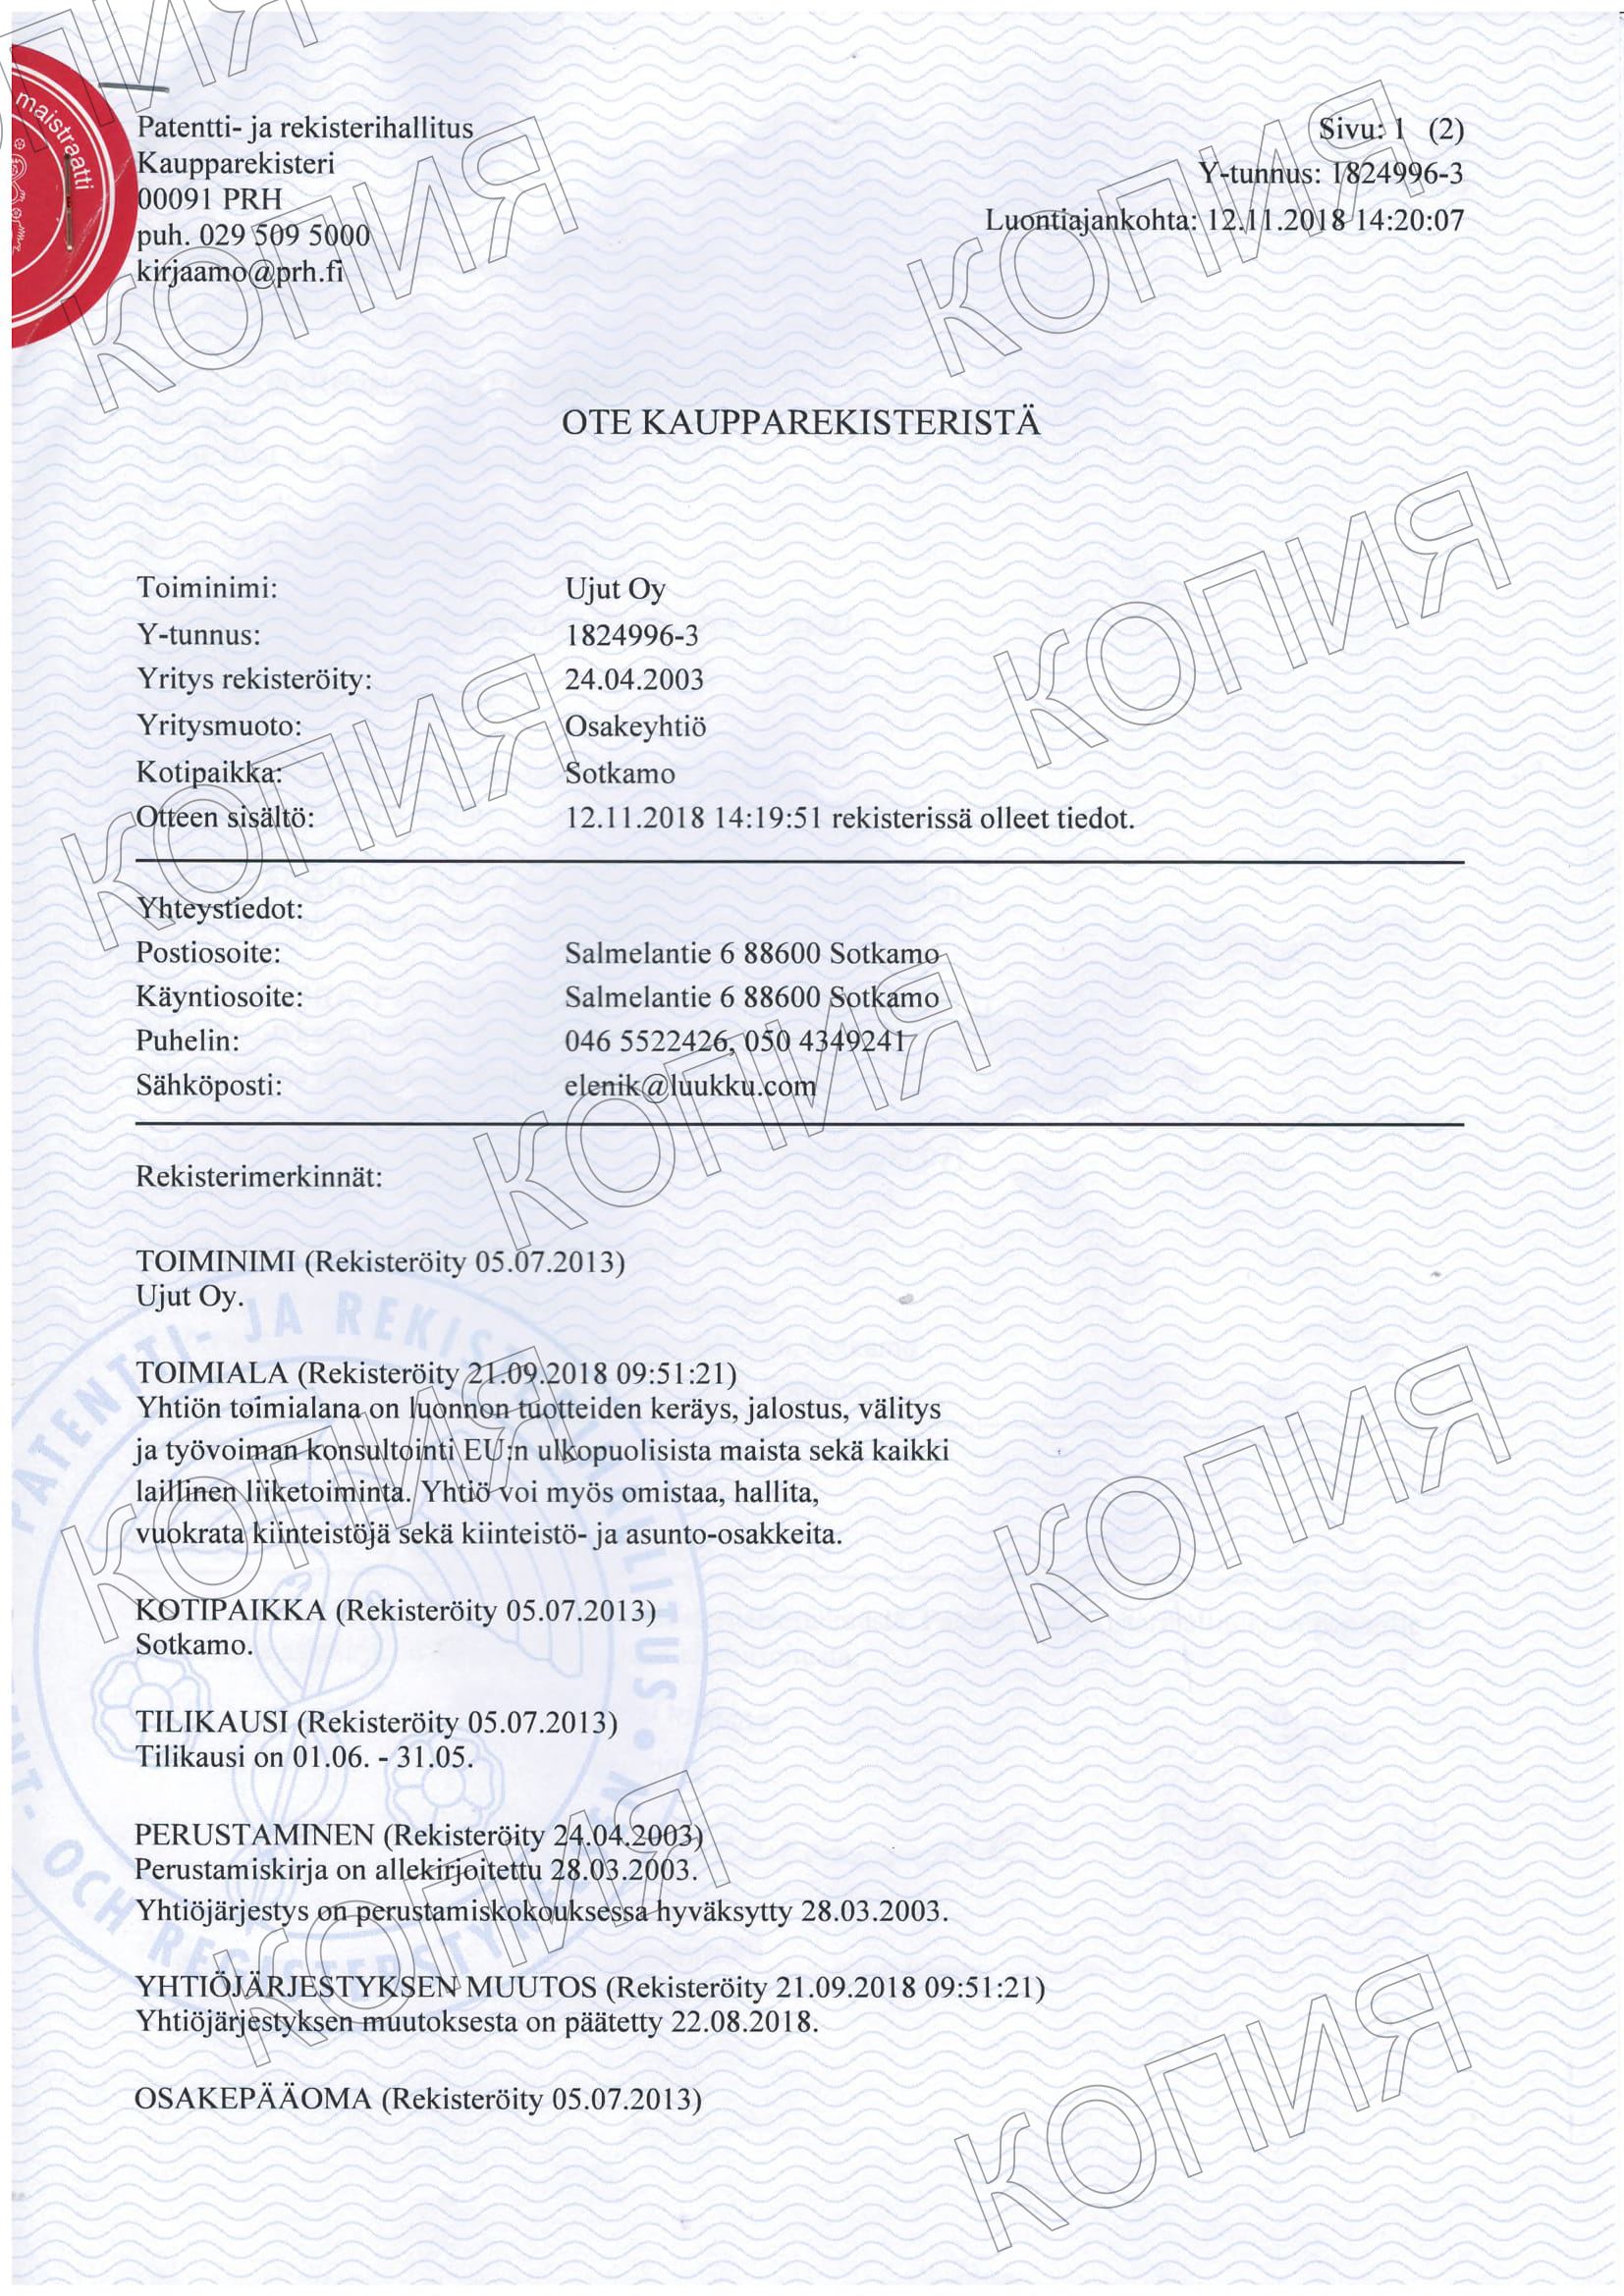 maistraatti
Patentti- ja rekisterihallitus
Kaupparekisteri
00091 PRH
puh. 029 509 5000
kirjaamo@prh.fi
Sivu: 1 (2)
Y-tunnus: 1824996-3
Luontiajankohta: 12.11.2018 14:20:07
OTE KAUPPAREKISTERISTÄ
Toiminimi: Ujut Oy
Y-tunnus: 1824996-3
Yritys rekisteröity: 24.04.2003
Yritysmuoto: Osakeyhtiö
Kotipaikka: Sotkamo
Otteen sisältö: 12.11.2018 14:19:51 rekisterissä olleet tiedot.
Yhteystiedot:
Postiosoite: Salmelantie 6 88600 Sotkamo
Käyntiosoite: Salmelantie 6 88600 Sotkamo
Puhelin: 046 5522426, 050 4349241
Sähköposti: elenik@luukku.com
Rekisterimerkinnät:
TOIMINIMI (Rekisteröity 05.07.2013)
Ujut Oy.
TOIMIALA (Rekisteröity 21.09.2018 09:51:21)
Yhtiön toimialana on luonnon tuotteiden keräys, jalostus, välitys
ja työvoiman konsultointi EU:n ulkopuolisista maista sekä kaikki
laillinen liiketoiminta. Yhtiö voi myös omistaa, hallita,
vuokrata kiinteistöjä sekä kiinteistö- ja asunto-osakkeita.
KOTIPAIKKA (Rekisteröity 05.07.2013)
Sotkamo.
TILIKAUSI (Rekisteröity 05.07.2013)
Tilikausi on 01.06. - 31.05.
PERUSTAMINEN (Rekisteröity 24.04.2003)
Perustamiskirja on allekirjoitettu 28.03.2003.
Yhtiöjärjestys on perustamiskokouksessa hyväksytty 28.03.2003.
YHTIÖJÄRJESTYKSEN MUUTOS (Rekisteröity 21.09.2018 09:51:21)
Yhtiöjärjestyksen muutoksesta on päätetty 22.08.2018.
OSAKEPÄÄOMA (Rekisteröity 05.07.2013)
КОПИЯ
КОПИЯ
КОПИЯ
КОПИЯ
КОПИЯ
КОПИЯ
КОПИЯ
КОПИЯ
КОПИЯ
КОПИЯ